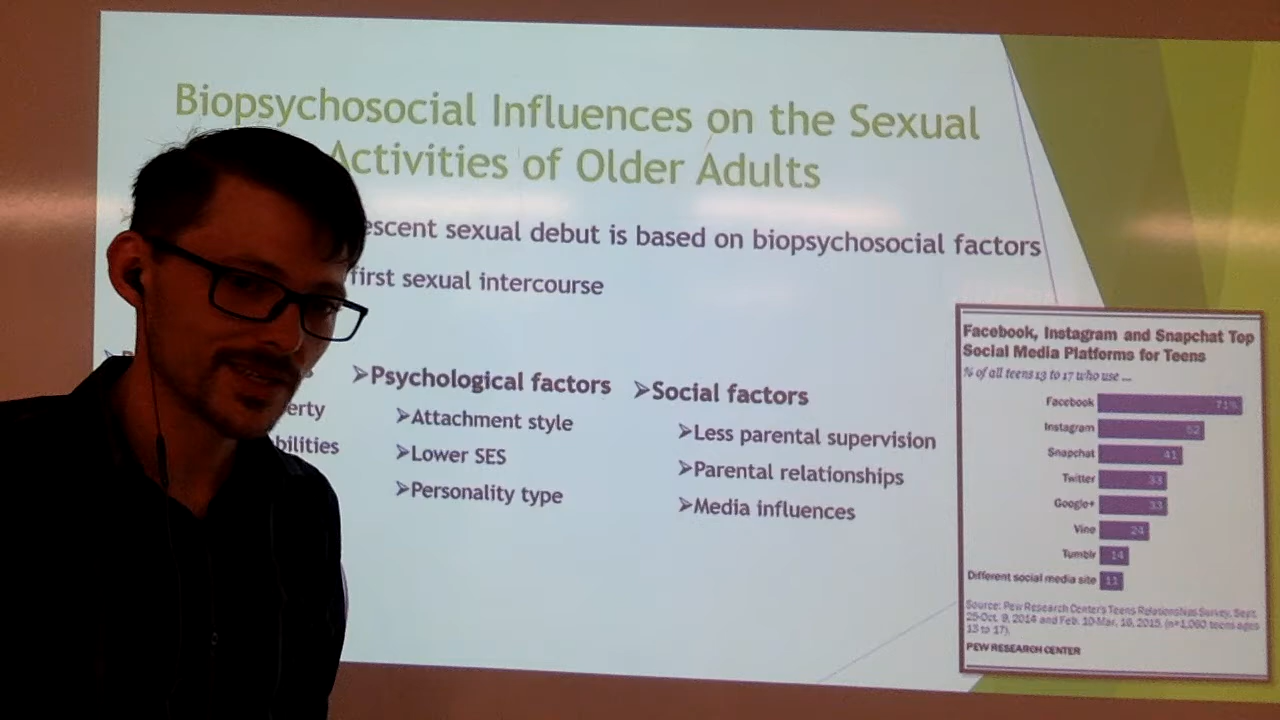 Biopsychosocial Influences on the Sexual
Activities of Older Adults
escent sexual debut is based on biopsychosocial factors
first sexual intercourse
➢Psychological factors
➢Attachment style
➢Lower SES
➢Personality type
➢Social factors
➢Less parental supervision
➢Parental relationships
➢Media influences
erty
bilities
Facebook, Instagram and Snapchat Top
Social Media Platforms for Teens
% of all teens 13 to 17 who use ...
Facebook 71%
Instagram 52
Snapchat 41
Twitter 33
Google+ 33
Vine 24
Tumblr 14
Different social media site 11
Source: Pew Research Center's Teens Relationships Survey, Sept.
25-Oct. 9, 2014 and Feb. 10-Mar. 16, 2015. (n=1,060 teens ages
13 to 17).
PEW RESEARCH CENTER